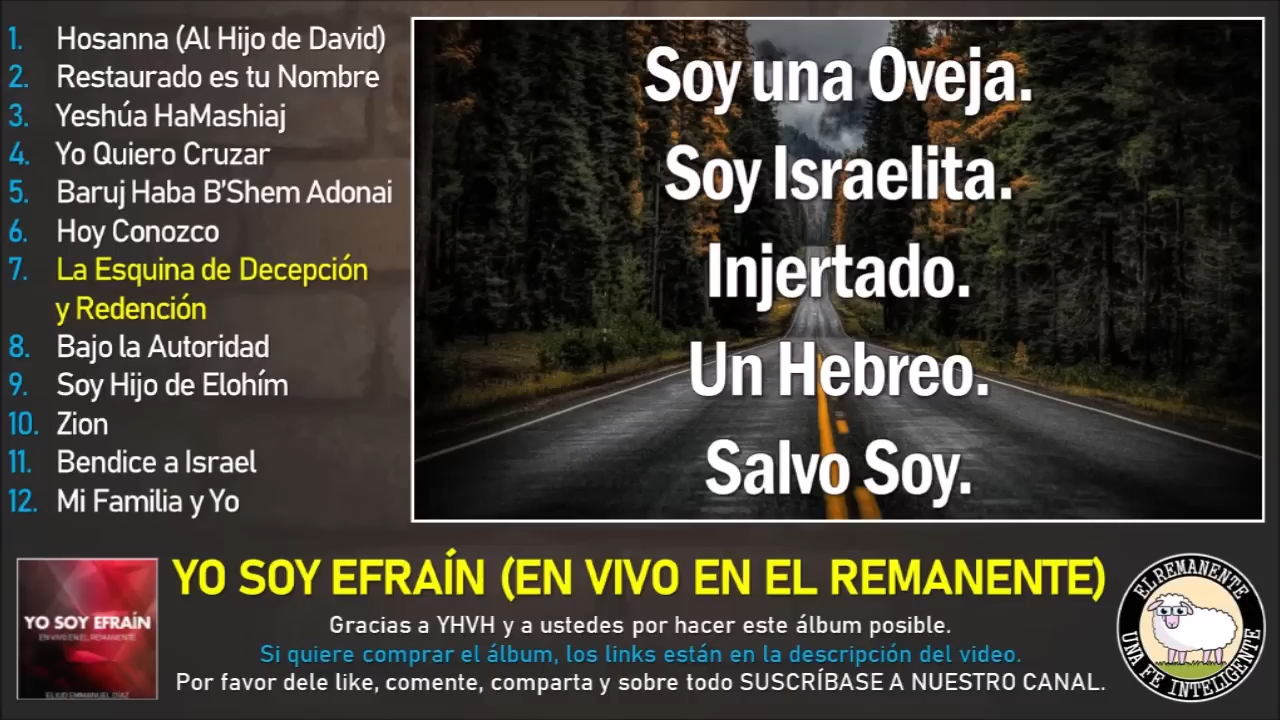 1. Hosanna (Al Hijo de David)
2. Restaurado es tu Nombre
3. Yeshúa HaMashiaj
4. Yo Quiero Cruzar
5. Baruj Haba B'Shem Adonai
6. Hoy Conozco
7. La Esquina de Decepción
y Redención
8. Bajo la Autoridad
9. Soy Hijo de Elohím
10. Zion
11. Bendice a Israel
12. Mi Familia y Yo
Soy una Oveja.
Soy Israelita.
Injertado.
Un Hebreo.
Salvo Soy.
YO SOY EFRAÍN
EN VIVO EN EL REMANENTE
YO SOY EFRAÍN (EN VIVO EN EL REMANENTE)
Gracias a YHVH y a ustedes por hacer este álbum posible.
Si quiere comprar el álbum, los links están en la descripción del video.
Por favor dele like, comente, comparta y sobre todo SUSCRÍBASE A NUESTRO CANAL.
EL REMANENTE
UNA FE INTELIGENTE